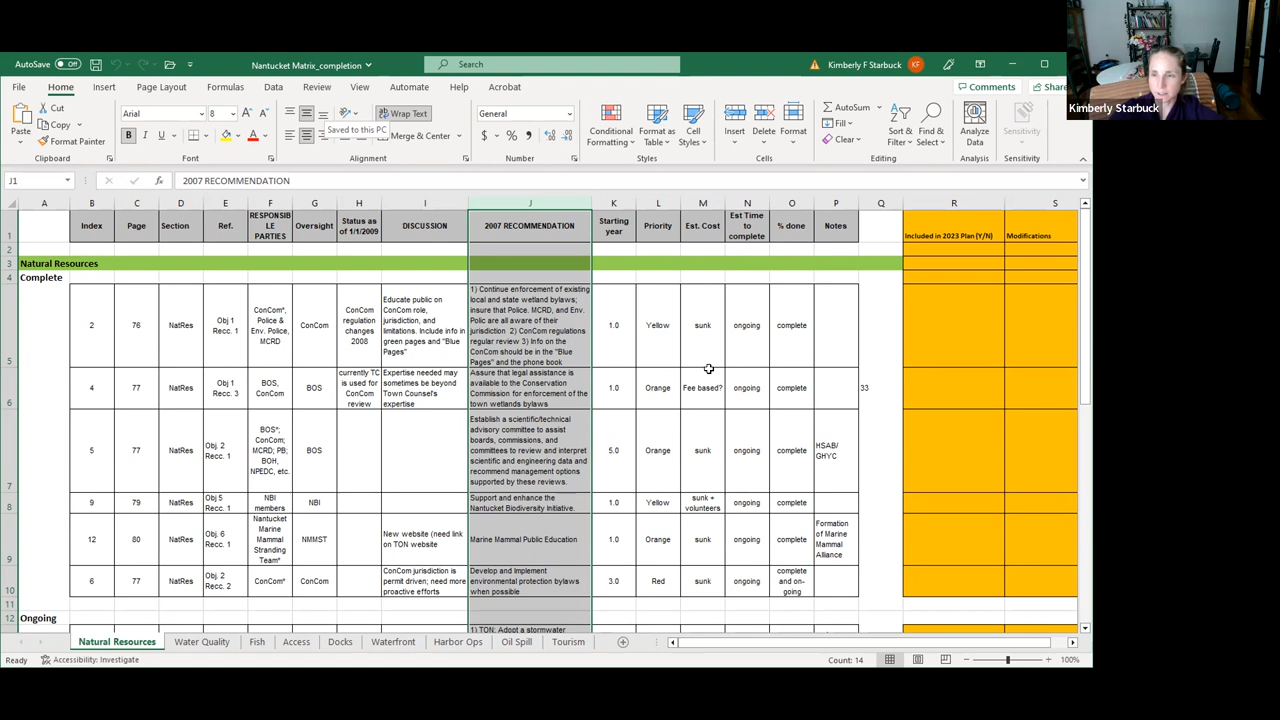 AutoSave Off
Nantucket Matrix_completion
Search
Kimberly F Starbuck KF
File Home Insert Draw Page Layout Formulas Data Review View Automate Help Acrobat Comments Share
Paste
Cut
Copy
Format Painter
Clipboard
Arial 8
B I U
Font
Wrap Text
Saved to this PC
Merge & Center
Alignment
General
$ % 
Number
Conditional Formatting
Format as Table
Cell Styles
Styles
Insert Delete Format
Cells
AutoSum
Fill
Clear
Sort & Filter
Find & Select
Editing
Analyze Data
Analysis
Sensitivity
Sensitivity
Kimberly Starbuck
J1 fx 2007 RECOMMENDATION
A B C D E F G H I J K L M N O P Q R S
1 Index Page Section Ref. RESPONSIBLE PARTIES Oversight Status as of 1/1/2009 DISCUSSION 2007 RECOMMENDATION Starting year Priority Est. Cost Est Time to complete % done Notes Included in 2023 Plan (Y/N) Modifications
2
3 Natural Resources
4 Complete
5 2 76 NatRes Obj 1 Recc. 1 ConCom*, Police & Env. Police, MCRD ConCom ConCom regulation changes 2008 Educate public on ConCom role, jurisdiction, and limitations. Include info in green pages and "Blue Pages" 1) Continue enforcement of existing local and state wetland bylaws; insure that Police. MCRD, and Env. Polic are all aware of their jurisdiction 2) ConCom regulations regular review 3) Info on the ConCom should be in the "Blue Pages" and the phone book 1.0 Yellow sunk ongoing complete
6 4 77 NatRes Obj 1 Recc. 3 BOS, ConCom BOS currently TC is used for ConCom review Expertise needed may sometimes be beyond Town Counsel's expertise Assure that legal assistance is available to the Conservation Commission for enforcement of the town wetlands bylaws 1.0 Orange Fee based? ongoing complete 33
7 5 77 NatRes Obj. 2 Recc. 1 BOS*; ConCom; MCRD; PB; BOH, NPEDC, etc. BOS Establish a scientific/technical advisory committee to assist boards, commissions, and committees to review and interpret scientific and engineering data and recommend management options supported by these reviews. 5.0 Orange sunk ongoing complete HSAB/ GHYC
8 9 79 NatRes Obj 5 Recc. 1 NBI members NBI Support and enhance the Nantucket Biodiversity Initiative. 1.0 Yellow sunk + volunteers ongoing complete
9 12 80 NatRes Obj. 6 Recc. 1 Nantucket Marine Mammal Stranding Team* NMMST New website (need link on TON website Marine Mammal Public Education 1.0 Orange sunk ongoing complete Formation of Marine Mammal Alliance
10 6 77 NatRes Obj. 2 Recc. 2 ConCom* ConCom ConCom jurisdiction is permit driven; need more proactive efforts Develop and Implement environmental protection bylaws when possible 3.0 Red sunk ongoing complete and on-going
11
12 Ongoing
1) TON: Adopt a stormwater
Natural Resources Water Quality Fish Access Docks Waterfront Harbor Ops Oil Spill Tourism
Ready Accessibility: Investigate Count: 14 100%